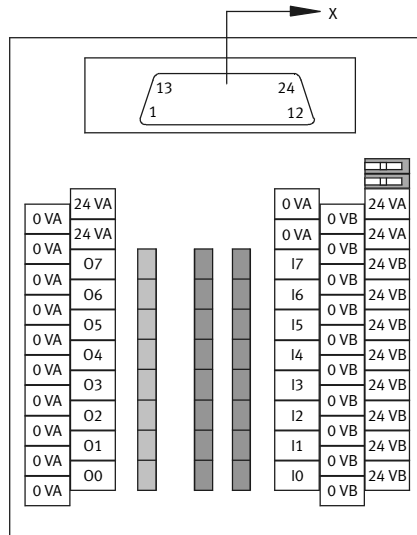 X
13 24
1 12
24 VA 0 VA 24 VA
0 VA 0 VB
24 VA 0 VA 24 VA
0 VA 0 VB
O7 I7 24 VB
0 VA 0 VB
O6 I6 24 VB
0 VA 0 VB
O5 I5 24 VB
0 VA 0 VB
O4 I4 24 VB
0 VA 0 VB
O3 I3 24 VB
0 VA 0 VB
O2 I2 24 VB
0 VA 0 VB
O1 I1 24 VB
0 VA 0 VB
O0 I0 24 VB
0 VA 0 VB